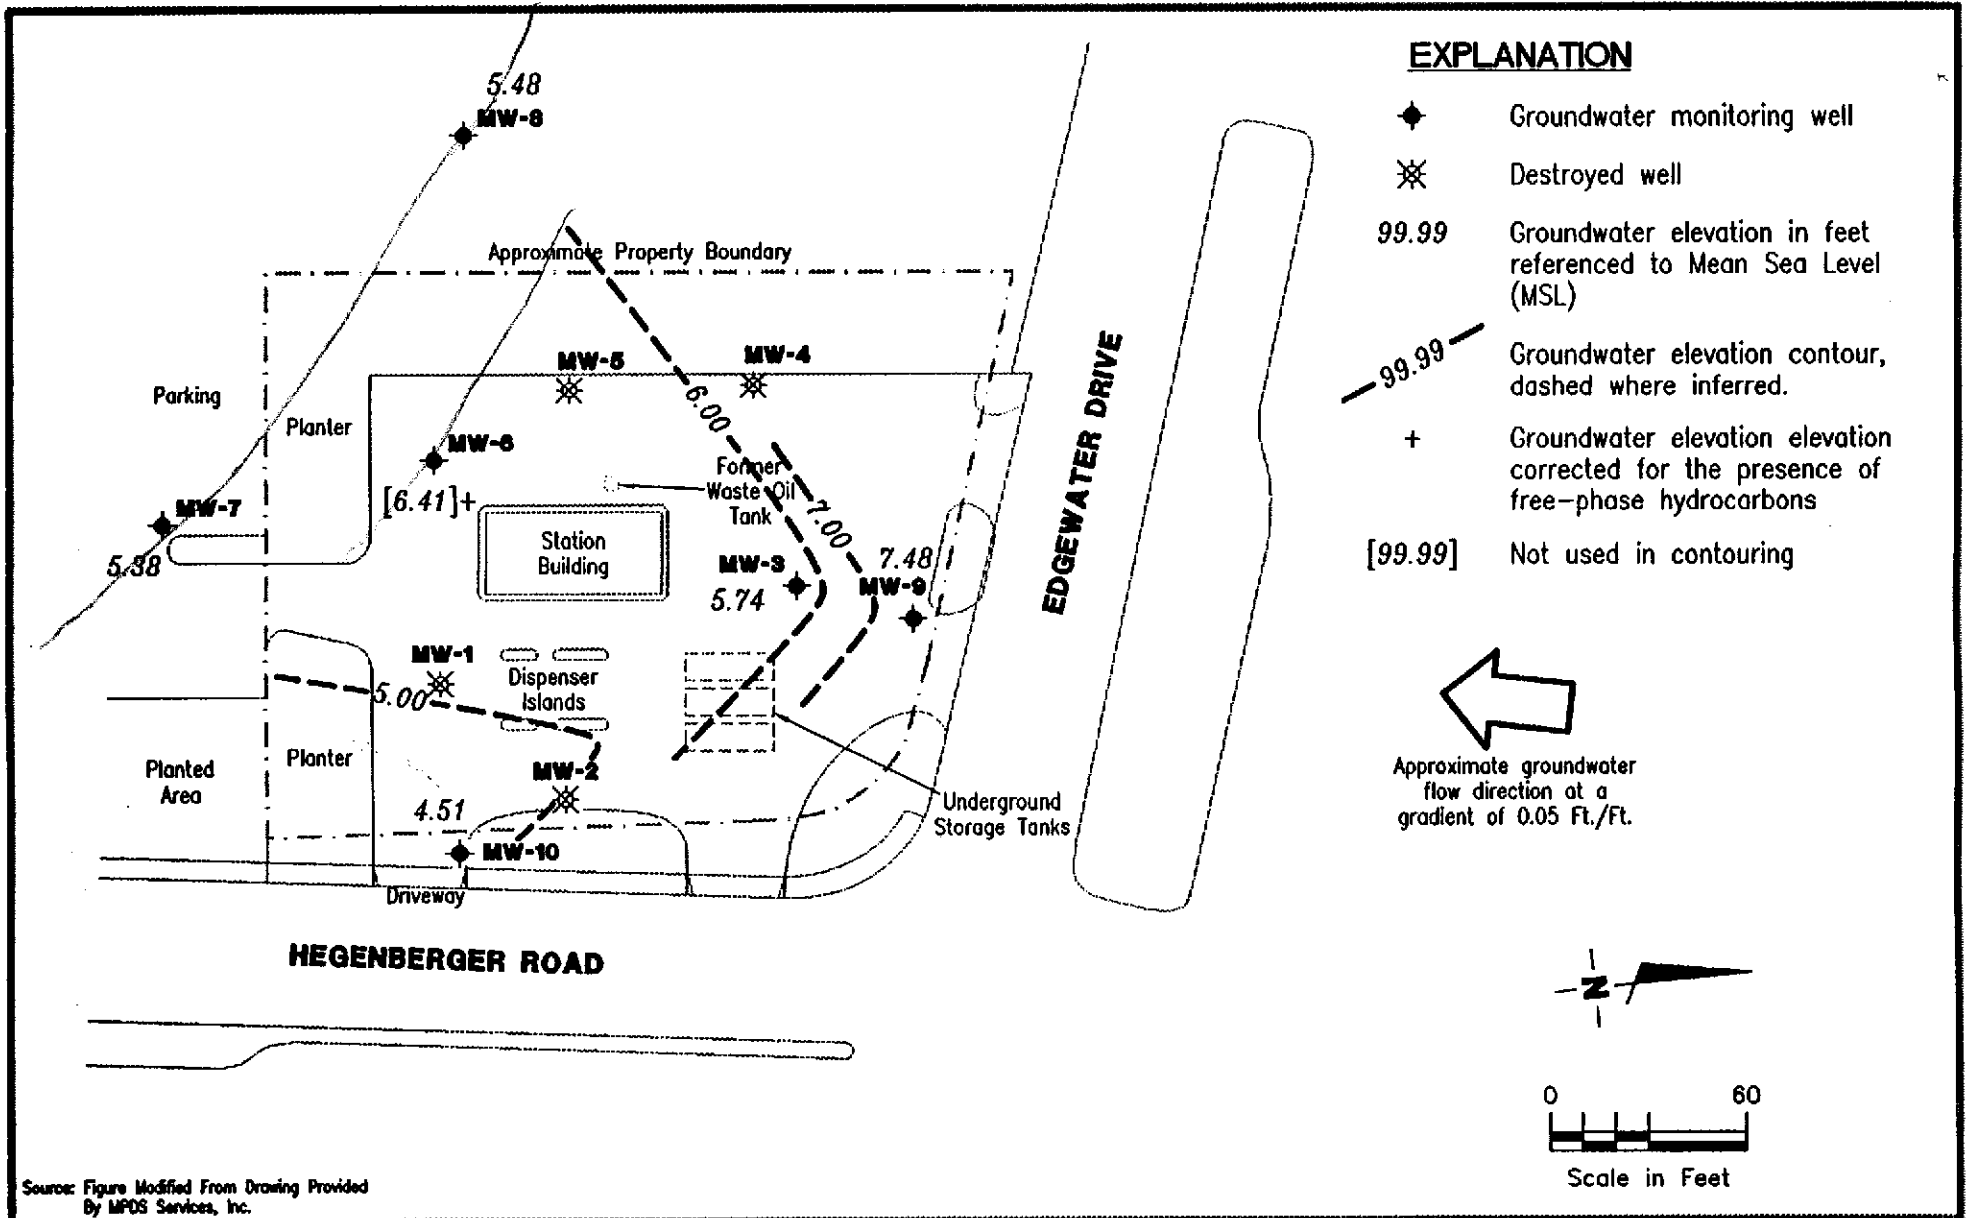 EXPLANATION
Groundwater monitoring well
Destroyed well
99.99
Groundwater elevation in feet
referenced to Mean Sea Level
(MSL)
99.99
Groundwater elevation contour,
dashed where inferred.
+
Groundwater elevation elevation
corrected for the presence of
free-phase hydrocarbons
[99.99]
Not used in contouring
5.48
MW-8
Approximate Property Boundary
MW-5
MW-4
Parking
Planter
6.00
MW-6
[6.41]+
Former
Waste Oil
Tank
7.00
MW-7
5.38
Station
Building
MW-3
5.74
7.48
MW-9
EDGEWATER DRIVE
MW-1
5.00
Dispenser
Islands
Planted
Area
Planter
MW-2
4.51
MW-10
Underground
Storage Tanks
Driveway
HEGENBERGER ROAD
Approximate groundwater
flow direction at a
gradient of 0.05 Ft./Ft.
N
0 60
Scale in Feet
Source: Figure Modified From Drawing Provided
By MPDS Services, Inc.